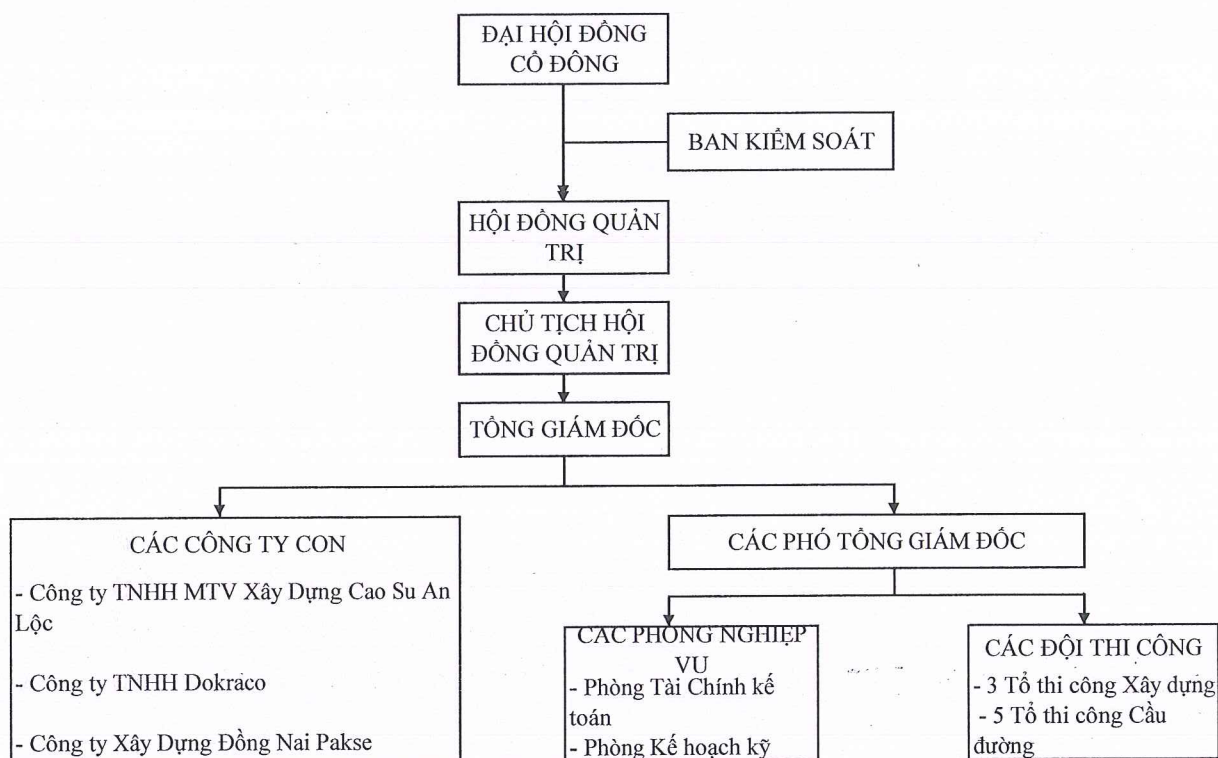 ĐẠI HỘI ĐỒNG
CỔ ĐÔNG
BAN KIỂM SOÁT
HỘI ĐỒNG QUẢN
TRỊ
CHỦ TỊCH HỘI
ĐỒNG QUẢN TRỊ
TỔNG GIÁM ĐỐC
CÁC CÔNG TY CON
- Công ty TNHH MTV Xây Dựng Cao Su An
Lộc
- Công ty TNHH Dokraco
- Công ty Xây Dựng Đồng Nai Pakse
CÁC PHÓ TỔNG GIÁM ĐỐC
CÁC PHÒNG NGHIỆP
VỤ
- Phòng Tài Chính kế
toán
- Phòng Kế hoạch kỹ
CÁC ĐỘI THI CÔNG
- 3 Tổ thi công Xây dựng
- 5 Tổ thi công Cầu
đường